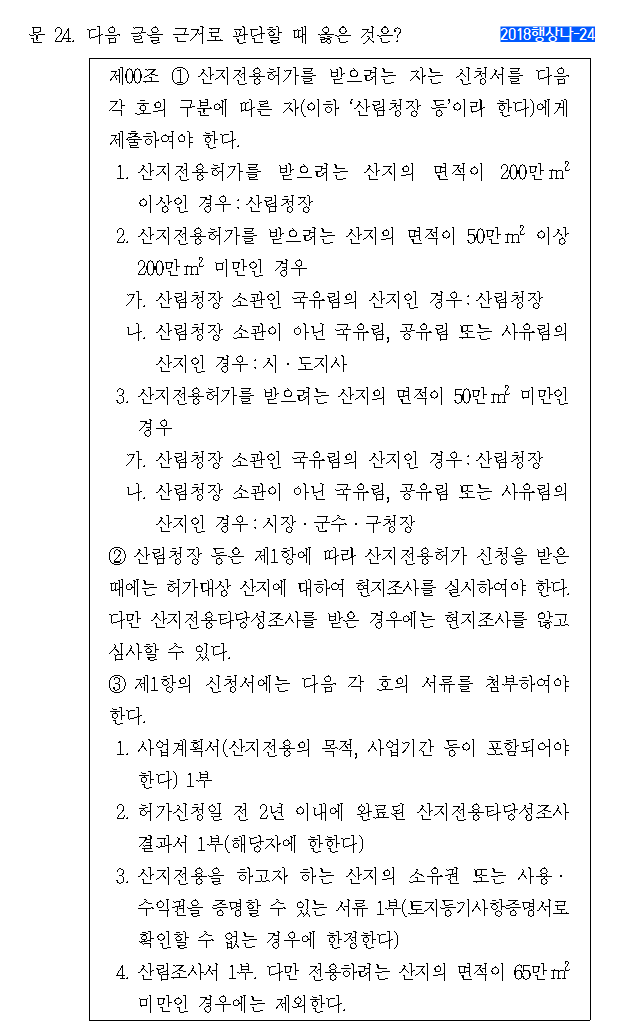 문 24. 다음 글을 근거로 판단할 때 옳은 것은? 2018행상나-24
제00조 ① 산지전용허가를 받으려는 자는 신청서를 다음
각 호의 구분에 따른 자(이하 ‘산림청장 등’이라 한다)에게
제출하여야 한다.
1. 산지전용허가를 받으려는 산지의 면적이 200만㎡
이상인 경우 : 산림청장
2. 산지전용허가를 받으려는 산지의 면적이 50만㎡ 이상
200만㎡ 미만인 경우
가. 산림청장 소관인 국유림의 산지인 경우 : 산림청장
나. 산림청장 소관이 아닌 국유림, 공유림 또는 사유림의
산지인 경우 : 시 · 도지사
3. 산지전용허가를 받으려는 산지의 면적이 50만㎡ 미만인
경우
가. 산림청장 소관인 국유림의 산지인 경우 : 산림청장
나. 산림청장 소관이 아닌 국유림, 공유림 또는 사유림의
산지인 경우 : 시장 · 군수 · 구청장
② 산림청장 등은 제1항에 따라 산지전용허가 신청을 받은
때에는 허가대상 산지에 대하여 현지조사를 실시하여야 한다.
다만 산지전용타당성조사를 받은 경우에는 현지조사를 않고
심사할 수 있다.
③ 제1항의 신청서에는 다음 각 호의 서류를 첨부하여야
한다.
1. 사업계획서(산지전용의 목적, 사업기간 등이 포함되어야
한다) 1부
2. 허가신청일 전 2년 이내에 완료된 산지전용타당성조사
결과서 1부(해당자에 한한다)
3. 산지전용을 하고자 하는 산지의 소유권 또는 사용 ·
수익권을 증명할 수 있는 서류 1부(토지등기사항증명서로
확인할 수 없는 경우에 한정한다)
4. 산림조사서 1부. 다만 전용하려는 산지의 면적이 65만㎡
미만인 경우에는 제외한다.